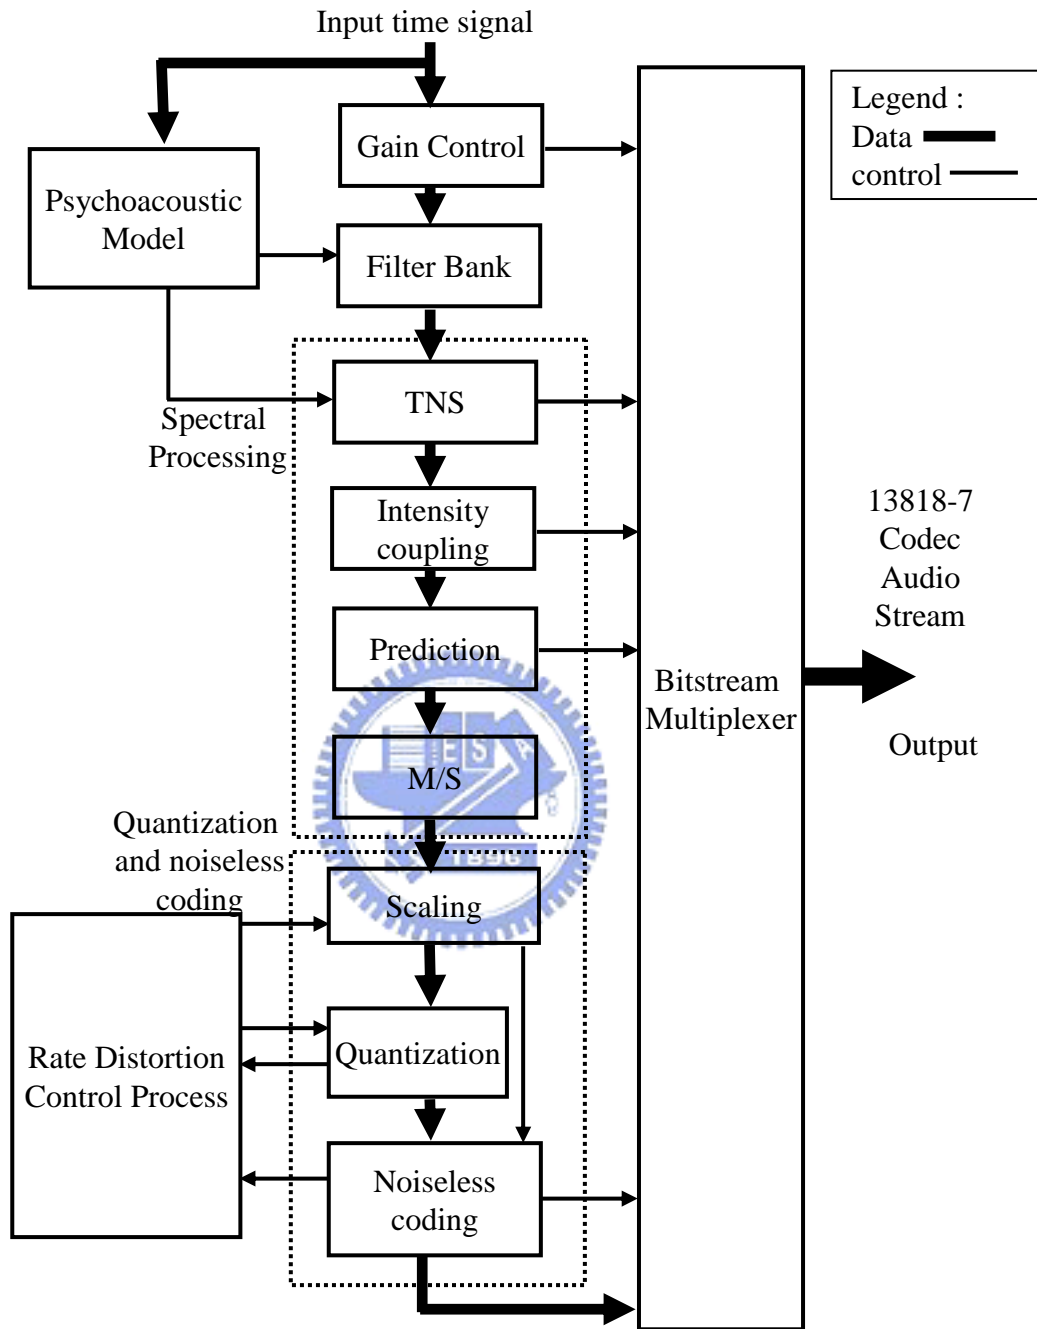 Input time signal
Legend :
Data
control
Gain Control
Psychoacoustic
Model
Filter Bank
TNS
Spectral
Processing
Intensity
coupling
13818-7
Codec
Audio
Stream
Prediction
Bitstream
Multiplexer
Output
ES A
M/S
Quantization
and noiseless
coding
1896
Scaling
Quantization
Rate Distortion
Control Process
Noiseless
coding